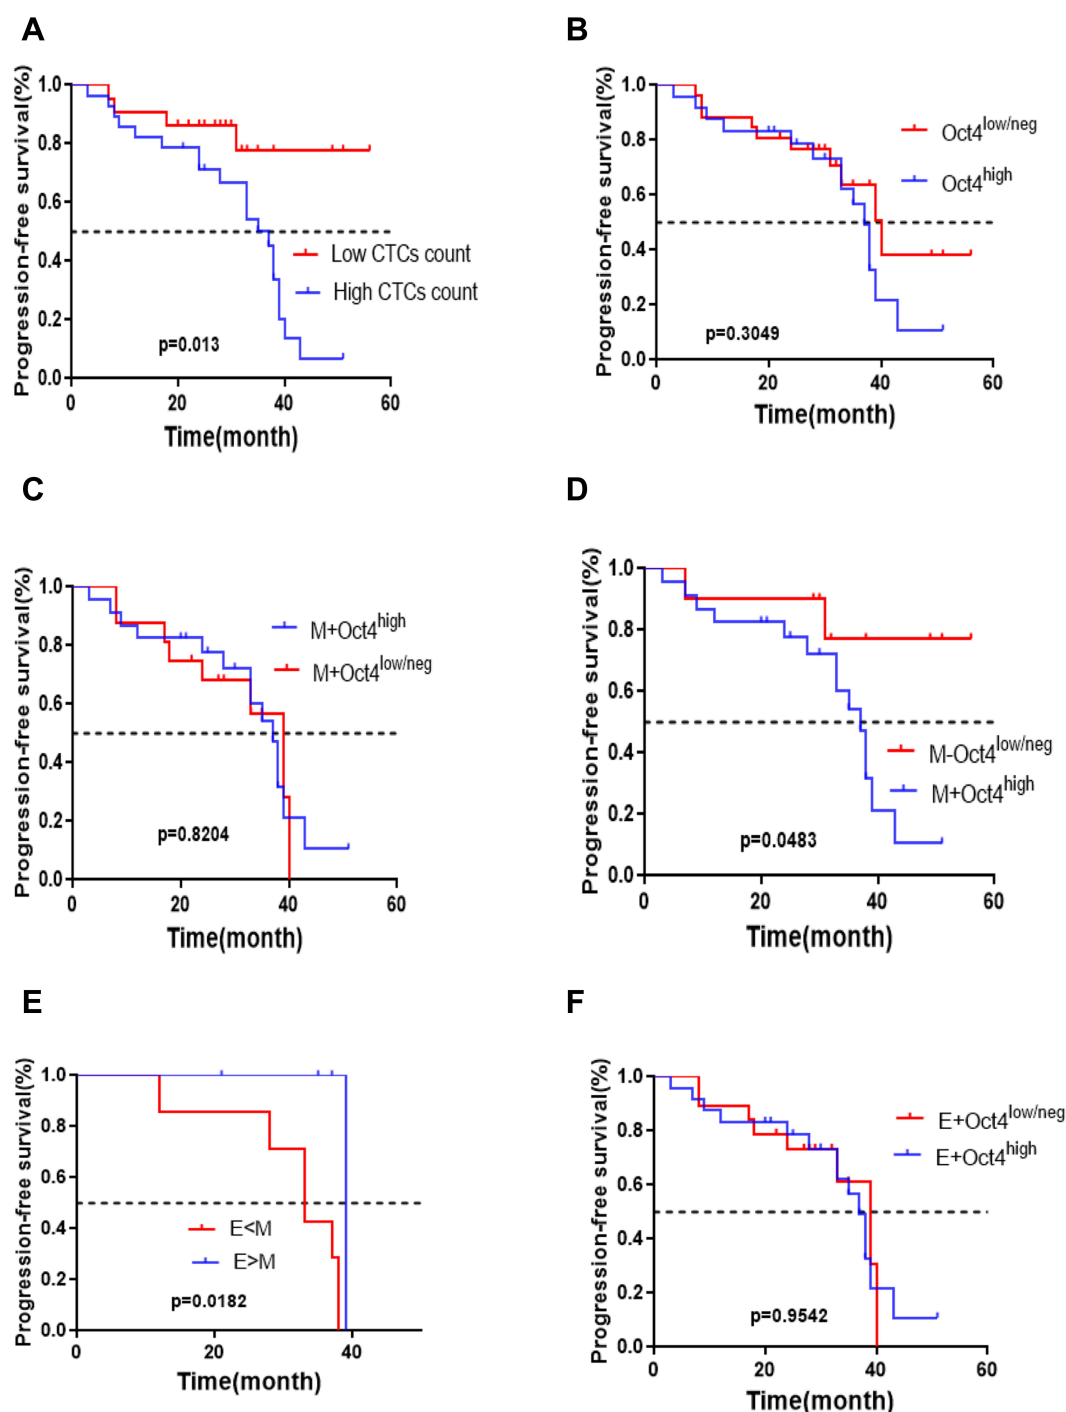 A
Progression-free survival(%)
1.0
0.8
0.6
0.4
0.2
0.0
0 20 40 60
Time(month)
Low CTCs count
High CTCs count
p=0.013
B
Progression-free survival(%)
1.0
0.8
0.6
0.4
0.2
0.0
0 20 40 60
Time(month)
Oct4low/neg
Oct4high
p=0.3049
C
Progression-free survival(%)
1.0
0.8
0.6
0.4
0.2
0.0
0 20 40 60
Time(month)
M+Oct4high
M+Oct4low/neg
p=0.8204
D
Progression-free survival(%)
1.0
0.8
0.6
0.4
0.2
0.0
0 20 40 60
Time(month)
M-Oct4low/neg
M+Oct4high
p=0.0483
E
Progression-free survival(%)
1.0
0.8
0.6
0.4
0.2
0.0
0 20 40
Time(month)
E<M
E>M
p=0.0182
F
Progression-free survival(%)
1.0
0.8
0.6
0.4
0.2
0.0
0 20 40 60
Time(month)
E+Oct4low/neg
E+Oct4high
p=0.9542